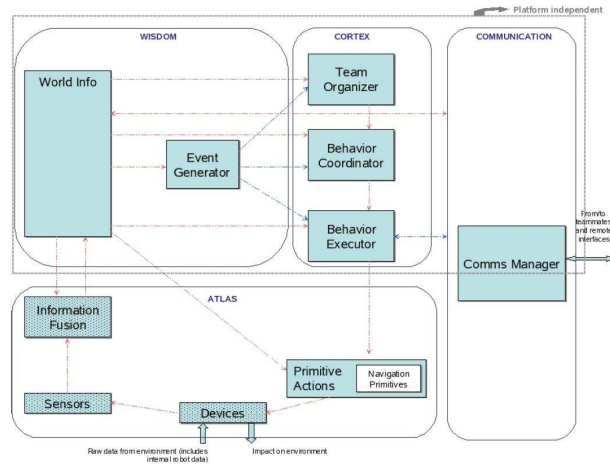 Platform independent
WISDOM
CORTEX
COMMUNICATION
World Info
Team
Organizer
Event
Generator
Behavior
Coordinator
Behavior
Executor
From/to
teammates
and remote
interfaces
Comms Manager
ATLAS
Information
Fusion
Primitive
Actions
Navigation
Primitives
Sensors
Devices
Raw data from environment (includes
internal robot data)
Impact on environment